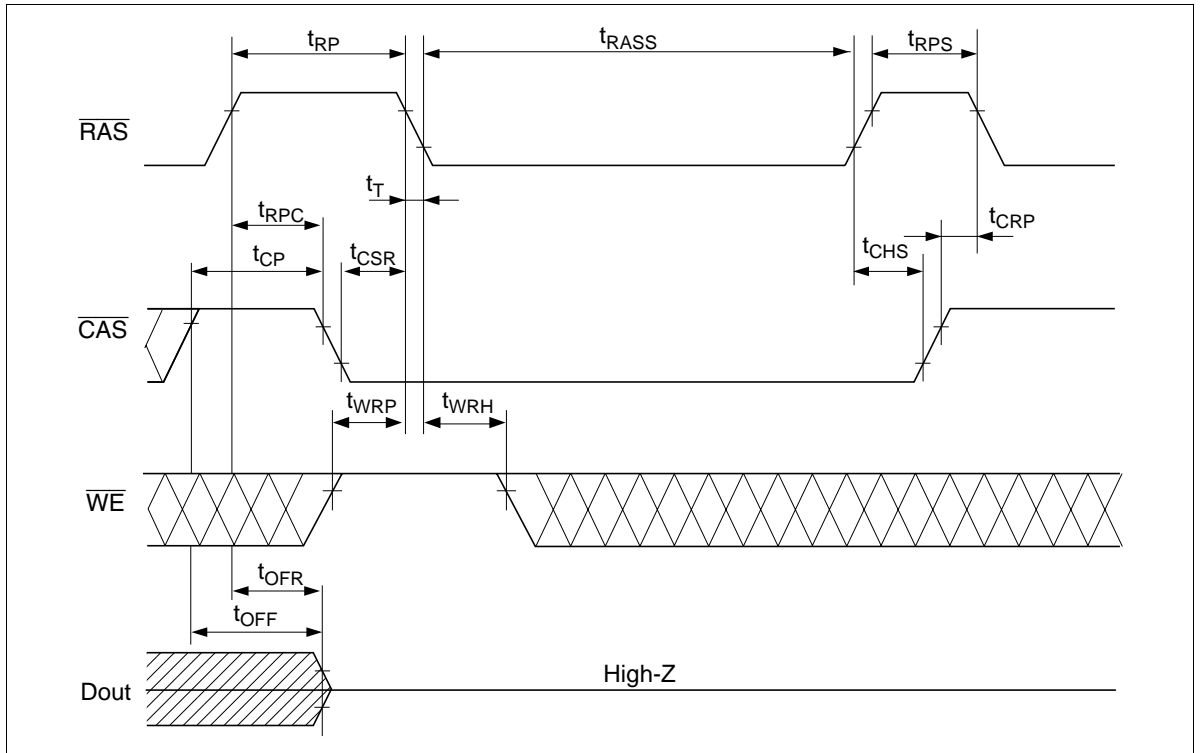 tRP
tRASS
tRPS
RAS
tT
tRPC
tCRP
tCP
tCSR
tCHS
CAS
tWRP
tWRH
WE
tOFR
tOFF
High-Z
Dout